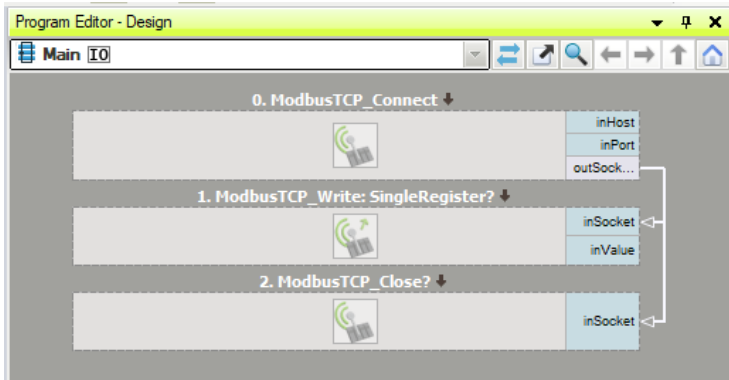 Program Editor - Design
Main IO
0. ModbusTCP_Connect
inHost
inPort
outSock...
1. ModbusTCP_Write: SingleRegister?
inSocket
inValue
2. ModbusTCP_Close?
inSocket